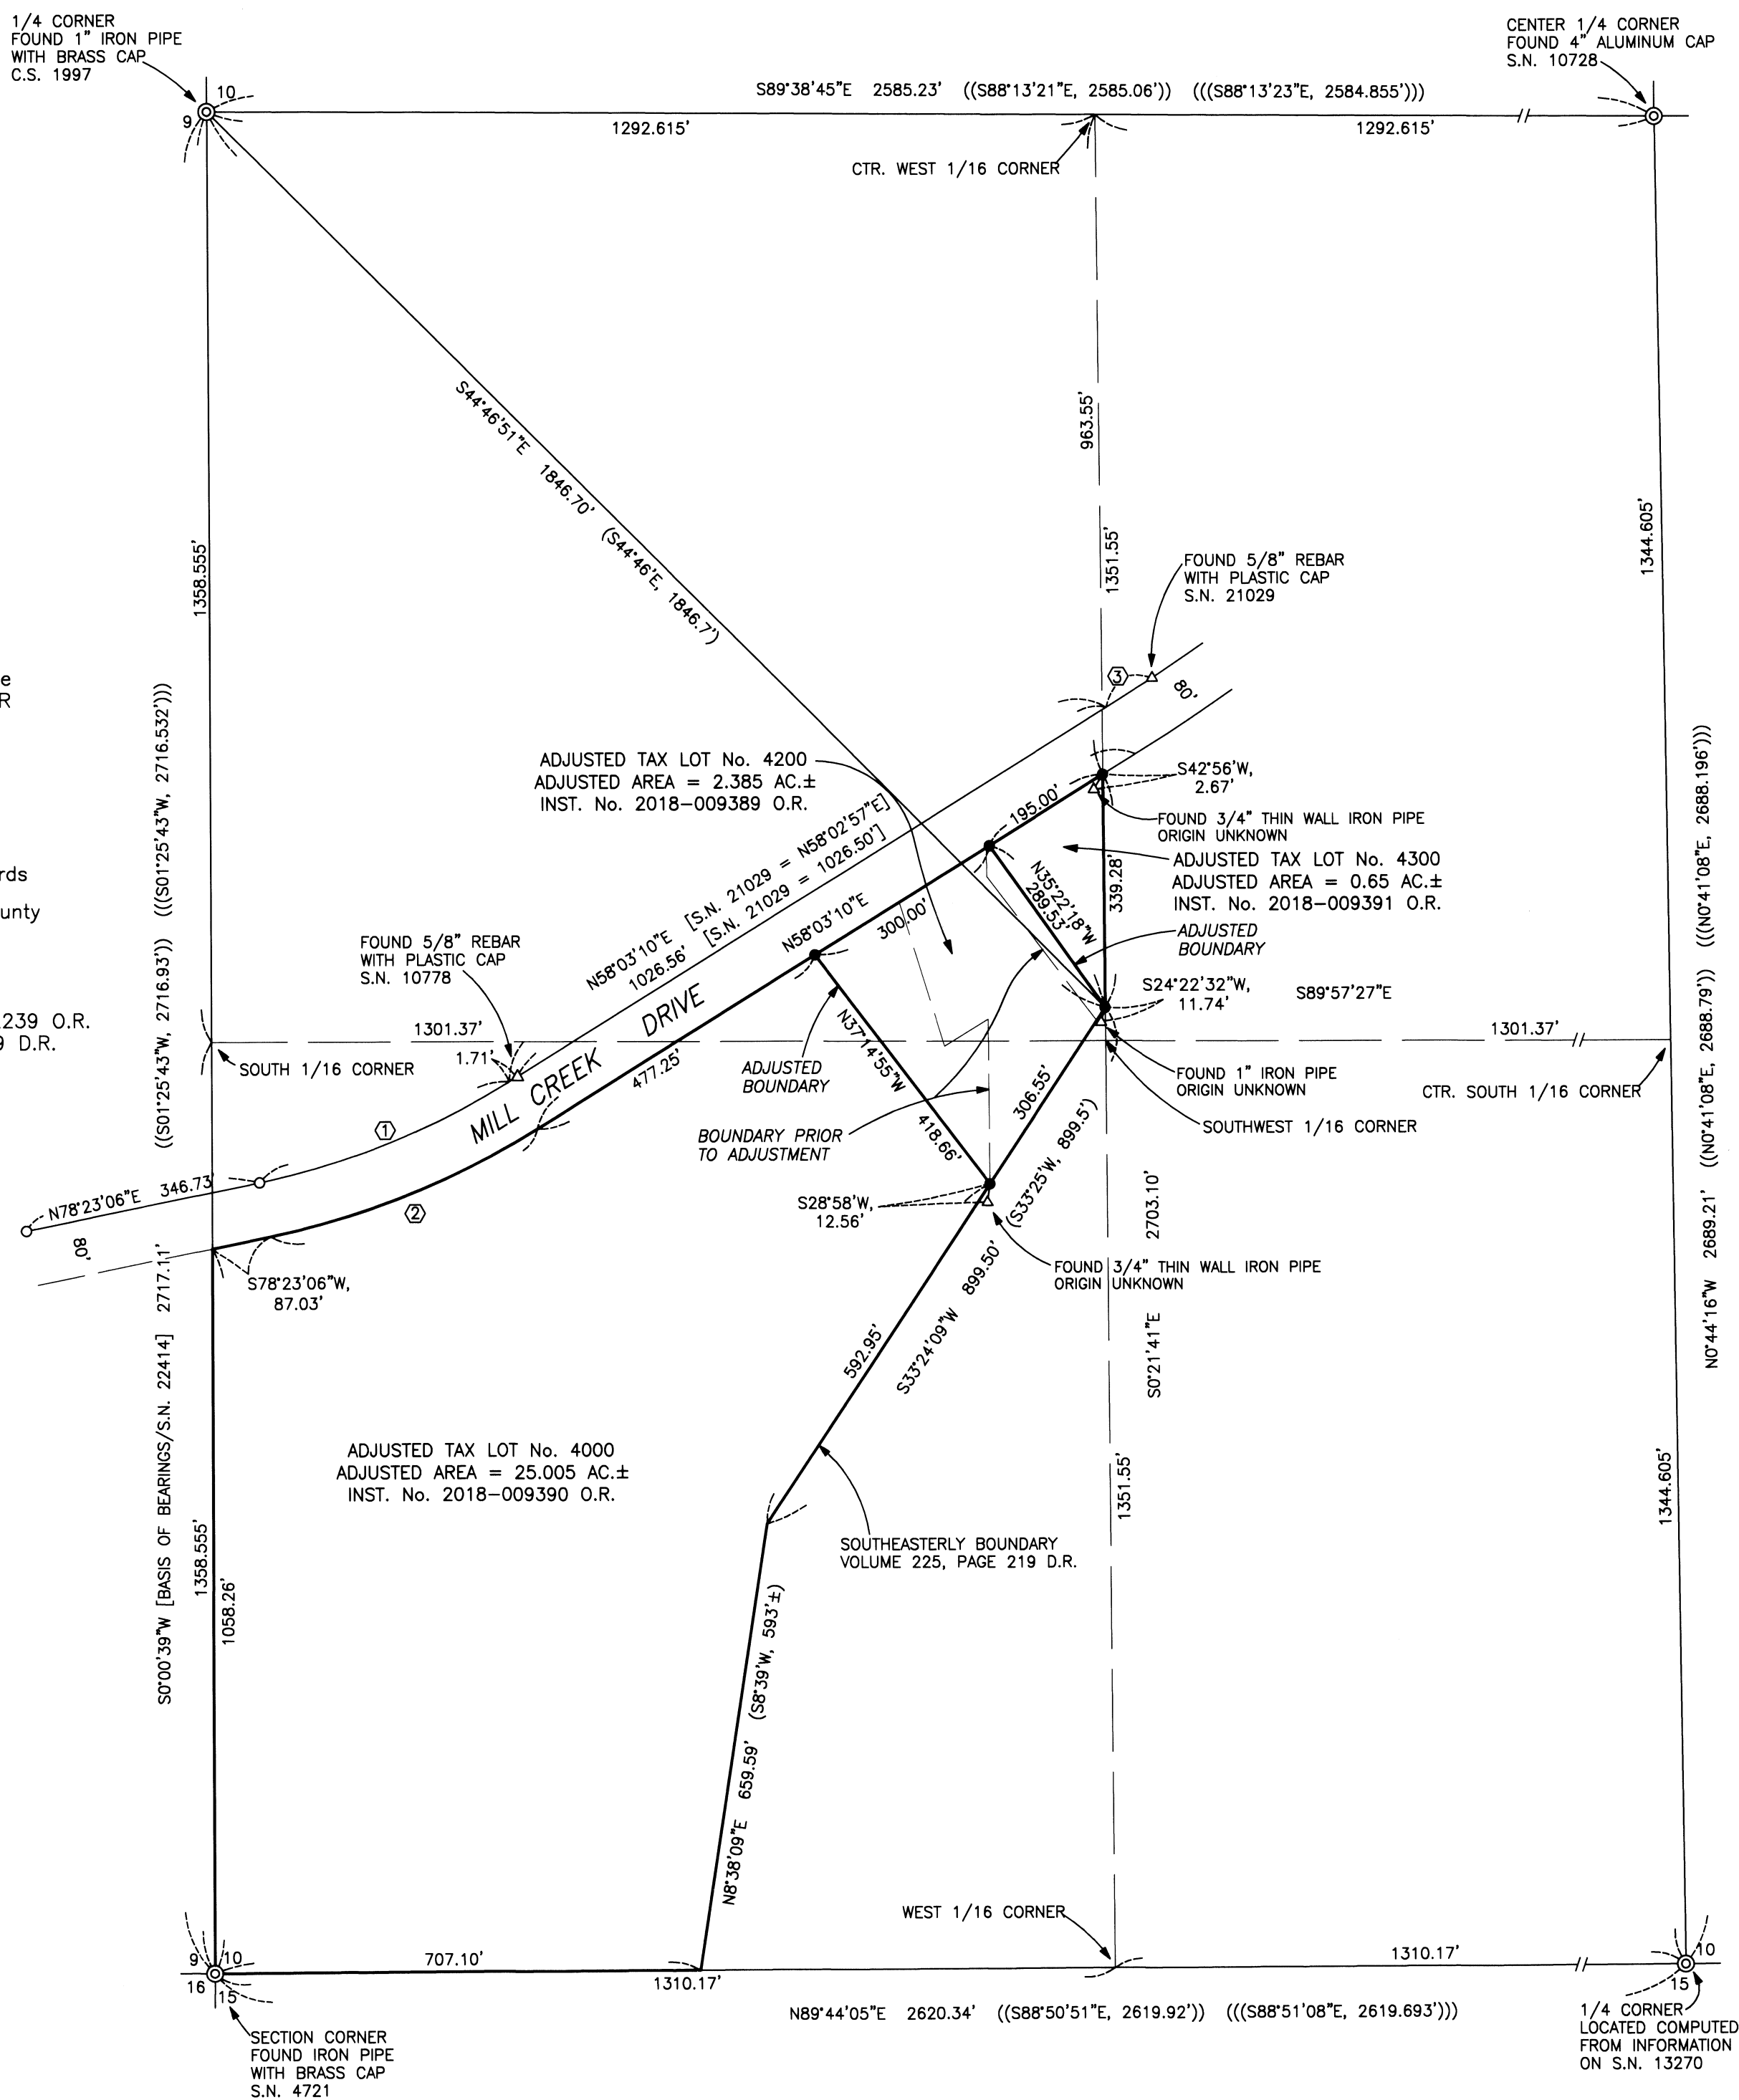 1/4 CORNER
FOUND 1" IRON PIPE
WITH BRASS CAP
C.S. 1997
10
9
CENTER 1/4 CORNER
FOUND 4" ALUMINUM CAP
S.N. 10728
S89°38'45"E 2585.23' ((S88°13'21"E, 2585.06')) (((S88°13'23"E, 2584.855')))
1292.615'
1292.615'
CTR. WEST 1/16 CORNER
963.55'
S44°46'51"E 1846.70' (S44°46'E, 1846.7')
1358.555'
1351.55'
1344.605'
FOUND 5/8" REBAR
WITH PLASTIC CAP
S.N. 21029
3
80'
e
R
rds
unty
239 O.R.
9 D.R.
ADJUSTED TAX LOT No. 4200
ADJUSTED AREA = 2.385 AC.±
INST. No. 2018-009389 O.R.
S42°56'W,
2.67'
195.00'
FOUND 3/4" THIN WALL IRON PIPE
ORIGIN UNKNOWN
ADJUSTED TAX LOT No. 4300
ADJUSTED AREA = 0.65 AC.±
INST. No. 2018-009391 O.R.
339.28'
N35°22'18"W
289.53'
ADJUSTED
BOUNDARY
N58°03'10"E [S.N. 21029 = N58°02'57"E]
1026.56' [S.N. 21029 = 1026.50']
N58°03'10"E
300.00'
FOUND 5/8" REBAR
WITH PLASTIC CAP
S.N. 10778
S24°22'32"W,
11.74'
S89°57'27"E
1301.37'
1301.37'
1.71'
SOUTH 1/16 CORNER
MILL CREEK DRIVE
477.25'
N37°14'55"W 418.66'
ADJUSTED
BOUNDARY
306.55'
FOUND 1" IRON PIPE
ORIGIN UNKNOWN
CTR. SOUTH 1/16 CORNER
SOUTHWEST 1/16 CORNER
BOUNDARY PRIOR
TO ADJUSTMENT
1
2
N78°23'06"E 346.73'
80'
S78°23'06"W,
87.03'
S28°58'W,
12.56'
(S33°25'W, 899.5')
S33°24'09"W 899.50'
FOUND 3/4" THIN WALL IRON PIPE
ORIGIN UNKNOWN
592.95'
S0°21'41"E 2703.10'
S0°00'39"W [BASIS OF BEARINGS/S.N. 22414] 2717.11' ((S01°25'43"W, 2716.93')) (((S01°25'43"W, 2716.532')))
N0°44'16"W 2689.21' ((N0°41'08"E, 2688.79')) (((N0°41'08"E, 2688.196')))
ADJUSTED TAX LOT No. 4000
ADJUSTED AREA = 25.005 AC.±
INST. No. 2018-009390 O.R.
1351.55'
1344.605'
1358.555'
1058.26'
SOUTHEASTERLY BOUNDARY
VOLUME 225, PAGE 219 D.R.
N8°38'09"E 659.59' (S8°39'W, 593'±)
WEST 1/16 CORNER
9
10
16
15
707.10'
1310.17'
1310.17'
10
15
N89°44'05"E 2620.34' ((S88°50'51"E, 2619.92')) (((S88°51'08"E, 2619.693')))
SECTION CORNER
FOUND IRON PIPE
WITH BRASS CAP
S.N. 4721
1/4 CORNER
LOCATED COMPUTED
FROM INFORMATION
ON S.N. 13270